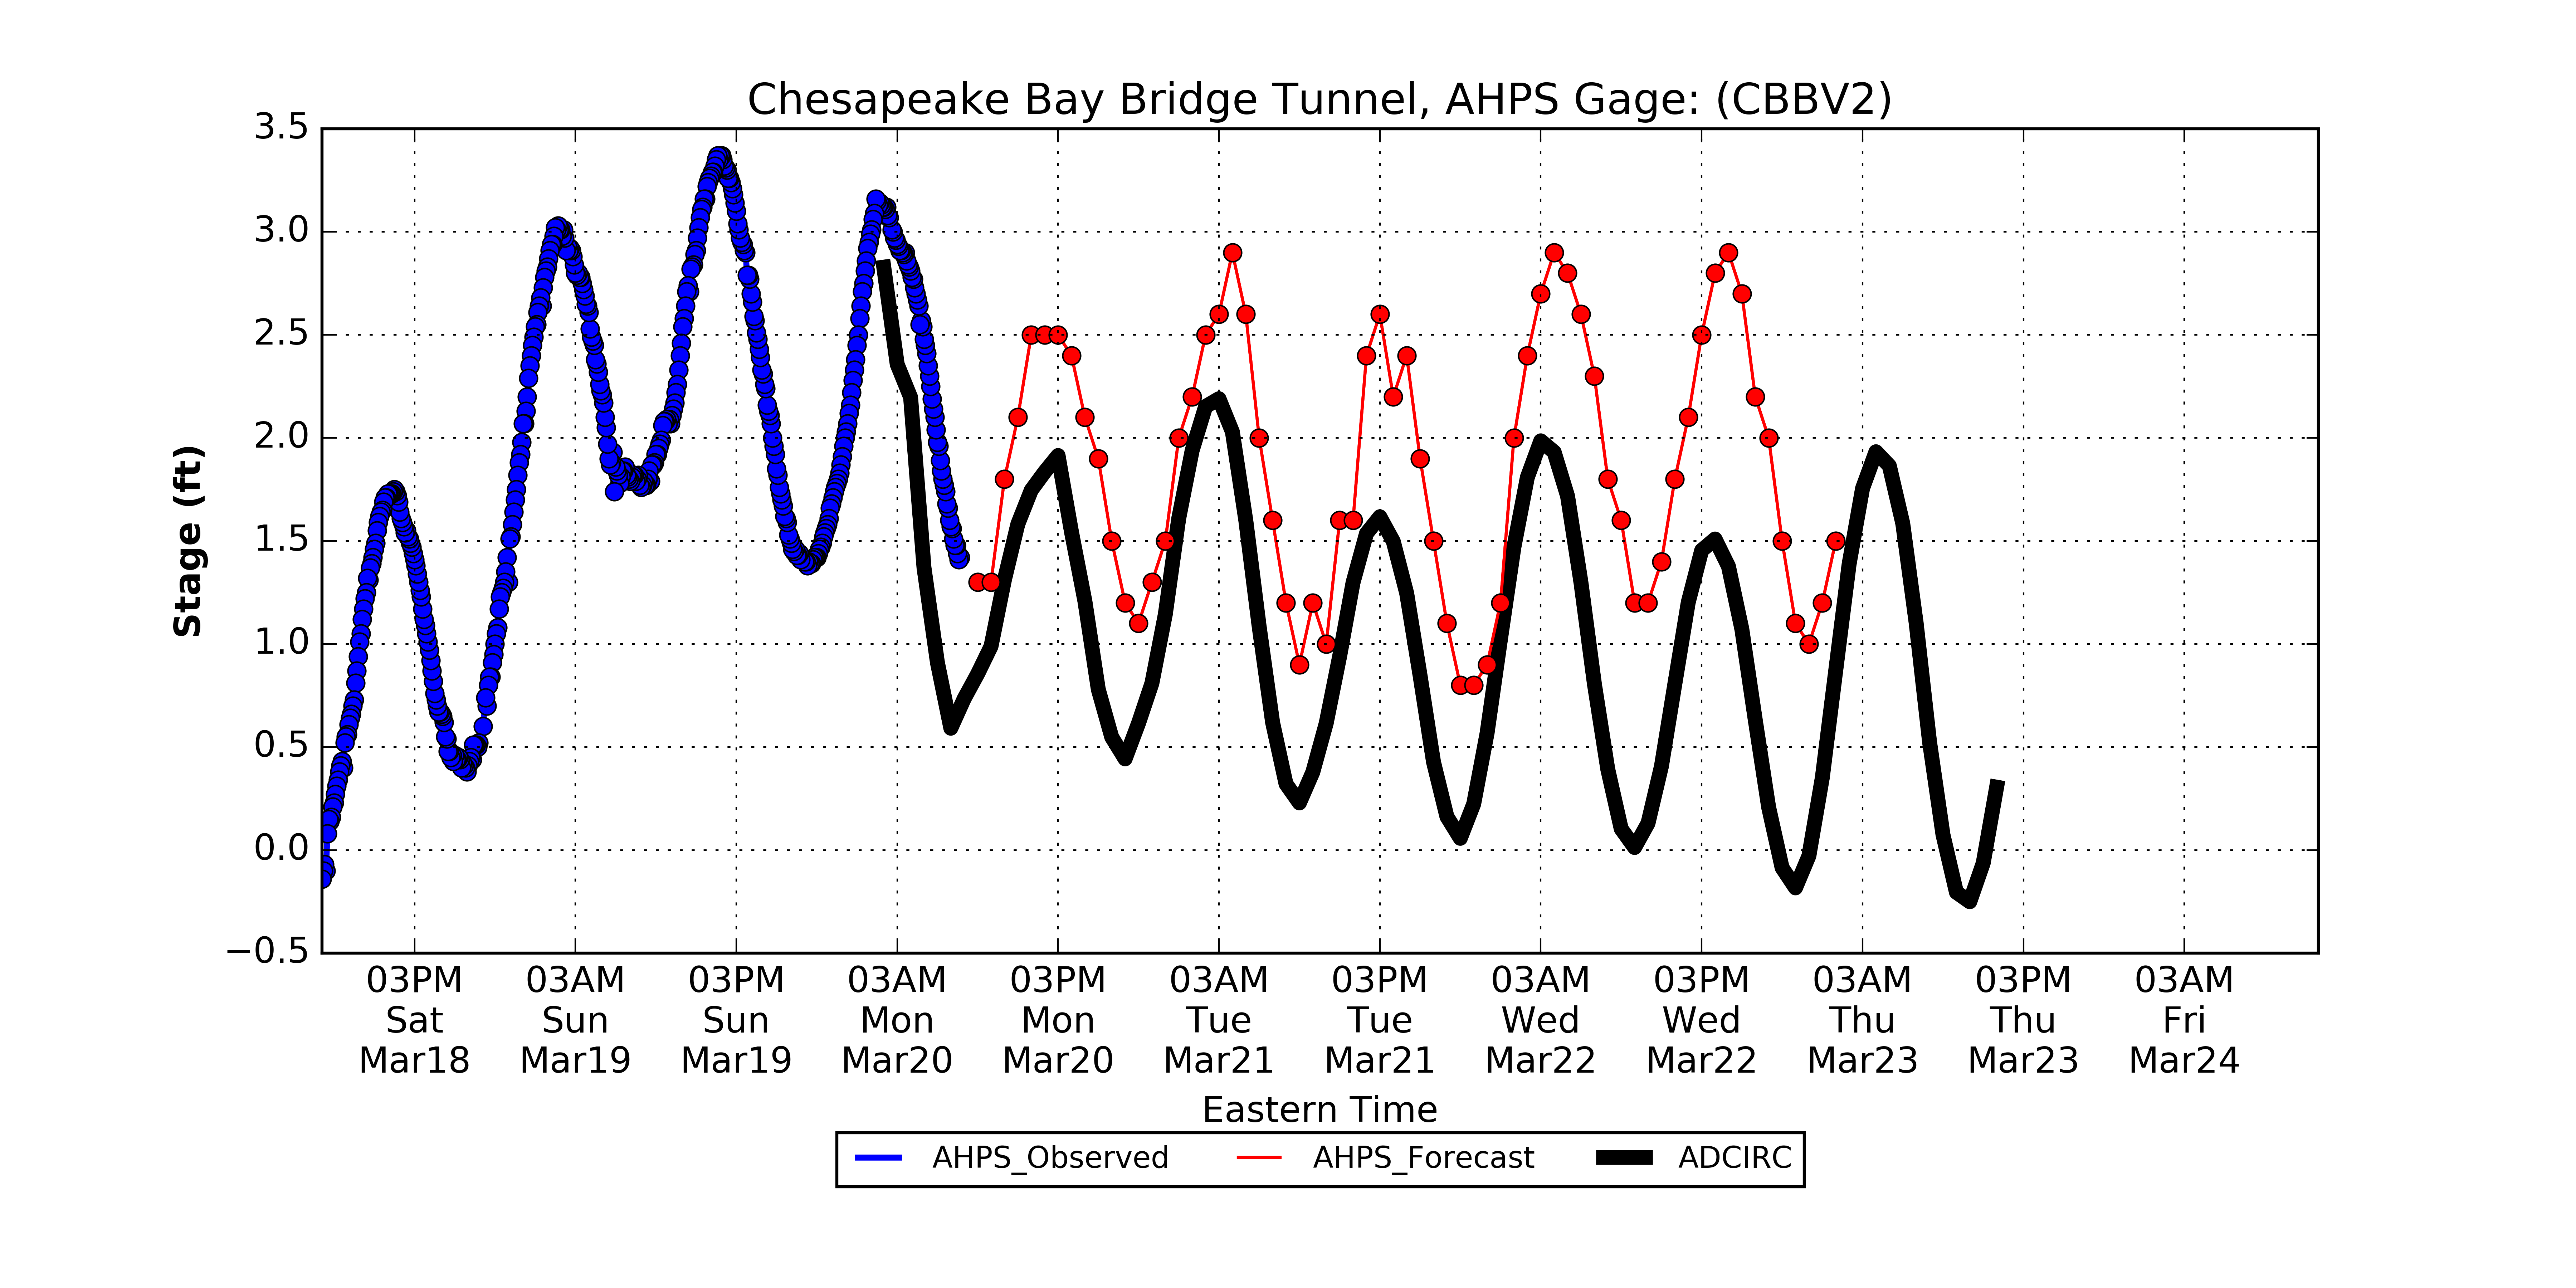 Chesapeake Bay Bridge Tunnel, AHPS Gage: (CBBV2)
3.5
3.0
2.5
2.0
1.5
1.0
0.5
0.0
−0.5
Stage (ft)
03PM 03AM 03PM 03AM 03PM 03AM 03PM 03AM 03PM 03AM 03PM 03AM
Sat Sun Sun Mon Mon Tue Tue Wed Wed Thu Thu Fri
Mar18 Mar19 Mar19 Mar20 Mar20 Mar21 Mar21 Mar22 Mar22 Mar23 Mar23 Mar24
Eastern Time
AHPS_Observed AHPS_Forecast ADCIRC